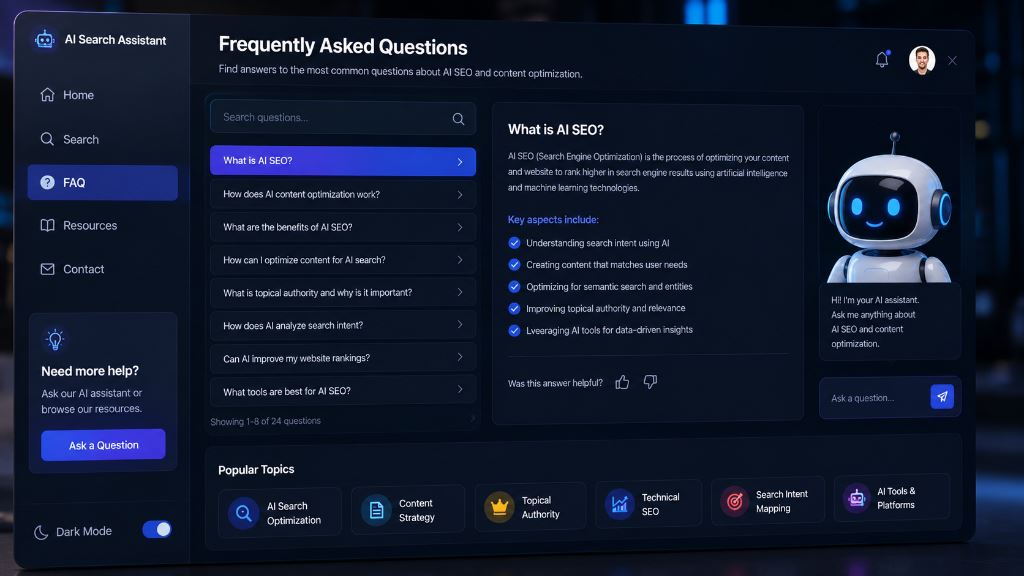 AI Search Assistant
Home
Search
FAQ
Resources
Contact
Need more help?
Ask our AI assistant or
browse our resources.
Ask a Question
Dark Mode
Frequently Asked Questions
Find answers to the most common questions about AI SEO and content optimization.
Search questions...
What is AI SEO?
How does AI content optimization work?
What are the benefits of AI SEO?
How can I optimize content for AI search?
What is topical authority and why is it important?
How does AI analyze search intent?
Can AI improve my website rankings?
What tools are best for AI SEO?
Showing 1-8 of 24 questions
What is AI SEO?
AI SEO (Search Engine Optimization) is the process of optimizing your content
and website to rank higher in search engine results using artificial intelligence
and machine learning technologies.
Key aspects include:
Understanding search intent using AI
Creating content that matches user needs
Optimizing for semantic search and entities
Improving topical authority and relevance
Lveeraging AI tools for data-driven insights
Was this answer helpful?
Hi! I'm your AI assistant.
Ask me anything about
AI SEO and content
optimization.
Ask a question...
Popular Topics
AI Search
Optimization
Content
Strategy
Topical
Authority
Technical
SEO
Search Intent
Mapping
AI Tools &
Platforms